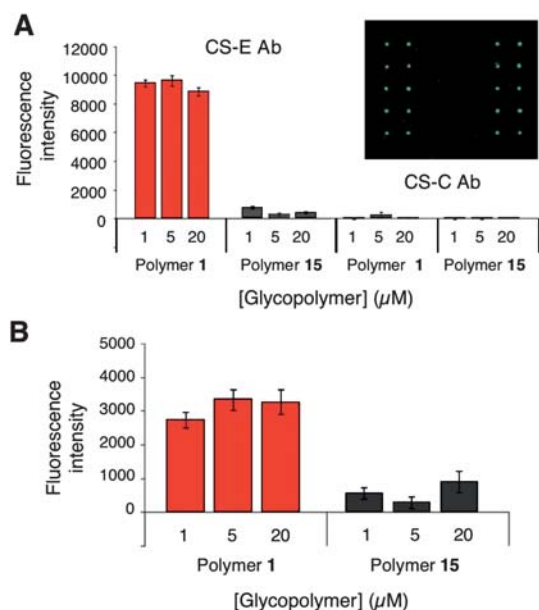 A
CS-E Ab
CS-C Ab
Fluorescence
intensity
12000
10000
8000
6000
4000
2000
0
1 5 20 1 5 20 1 5 20 1 5 20
Polymer 1 Polymer 15 Polymer 1 Polymer 15
[Glycopolymer] (μM)
B
Fluorescence
intensity
5000
4000
3000
2000
1000
0
1 5 20 1 5 20
Polymer 1 Polymer 15
[Glycopolymer] (μM)